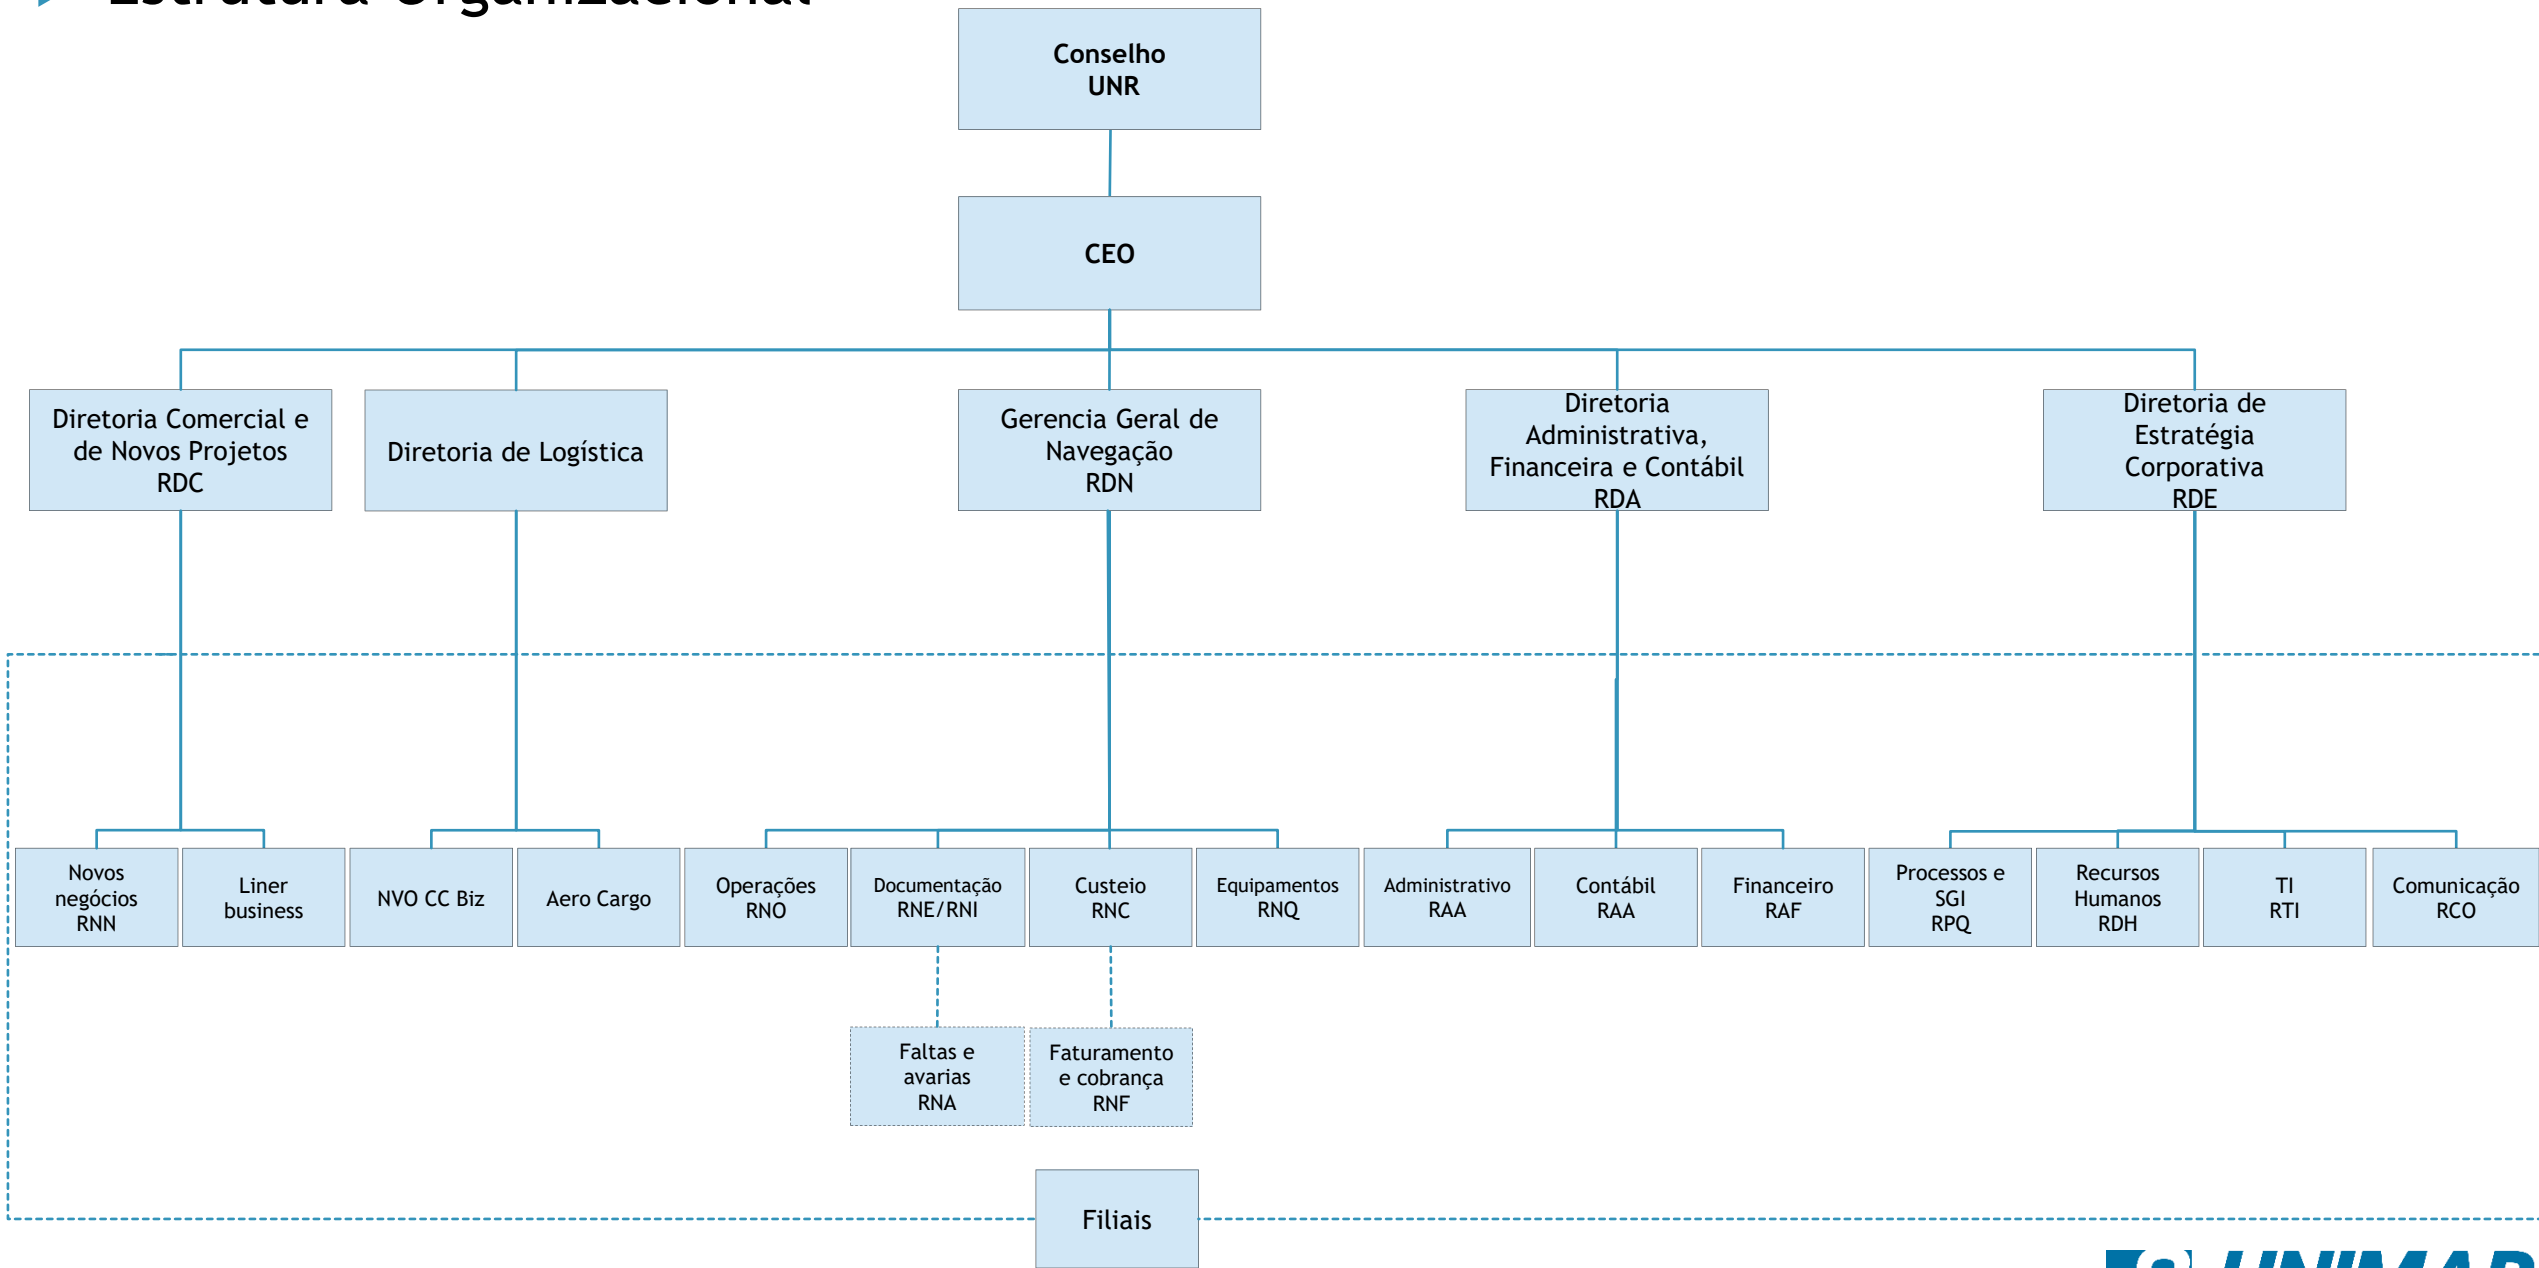 Estrutura Organizacional
Conselho
UNR
CEO
Diretoria Comercial e
de Novos Projetos
RDC
Diretoria de Logística
Gerencia Geral de
Navegação
RDN
Diretoria
Administrativa,
Financeira e Contábil
RDA
Diretoria de
Estratégia
Corporativa
RDE
Novos
negócios
RNN
Liner
business
NVO CC Biz
Aero Cargo
Operações
RNO
Documentação
RNE/RNI
Custeio
RNC
Equipamentos
RNQ
Administrativo
RAA
Contábil
RAA
Financeiro
RAF
Processos e
SGI
RPQ
Recursos
Humanos
RDH
TI
RTI
Comunicação
RCO
Faltas e
avarias
RNA
Faturamento
e cobrança
RNF
Filiais
UNIMAR